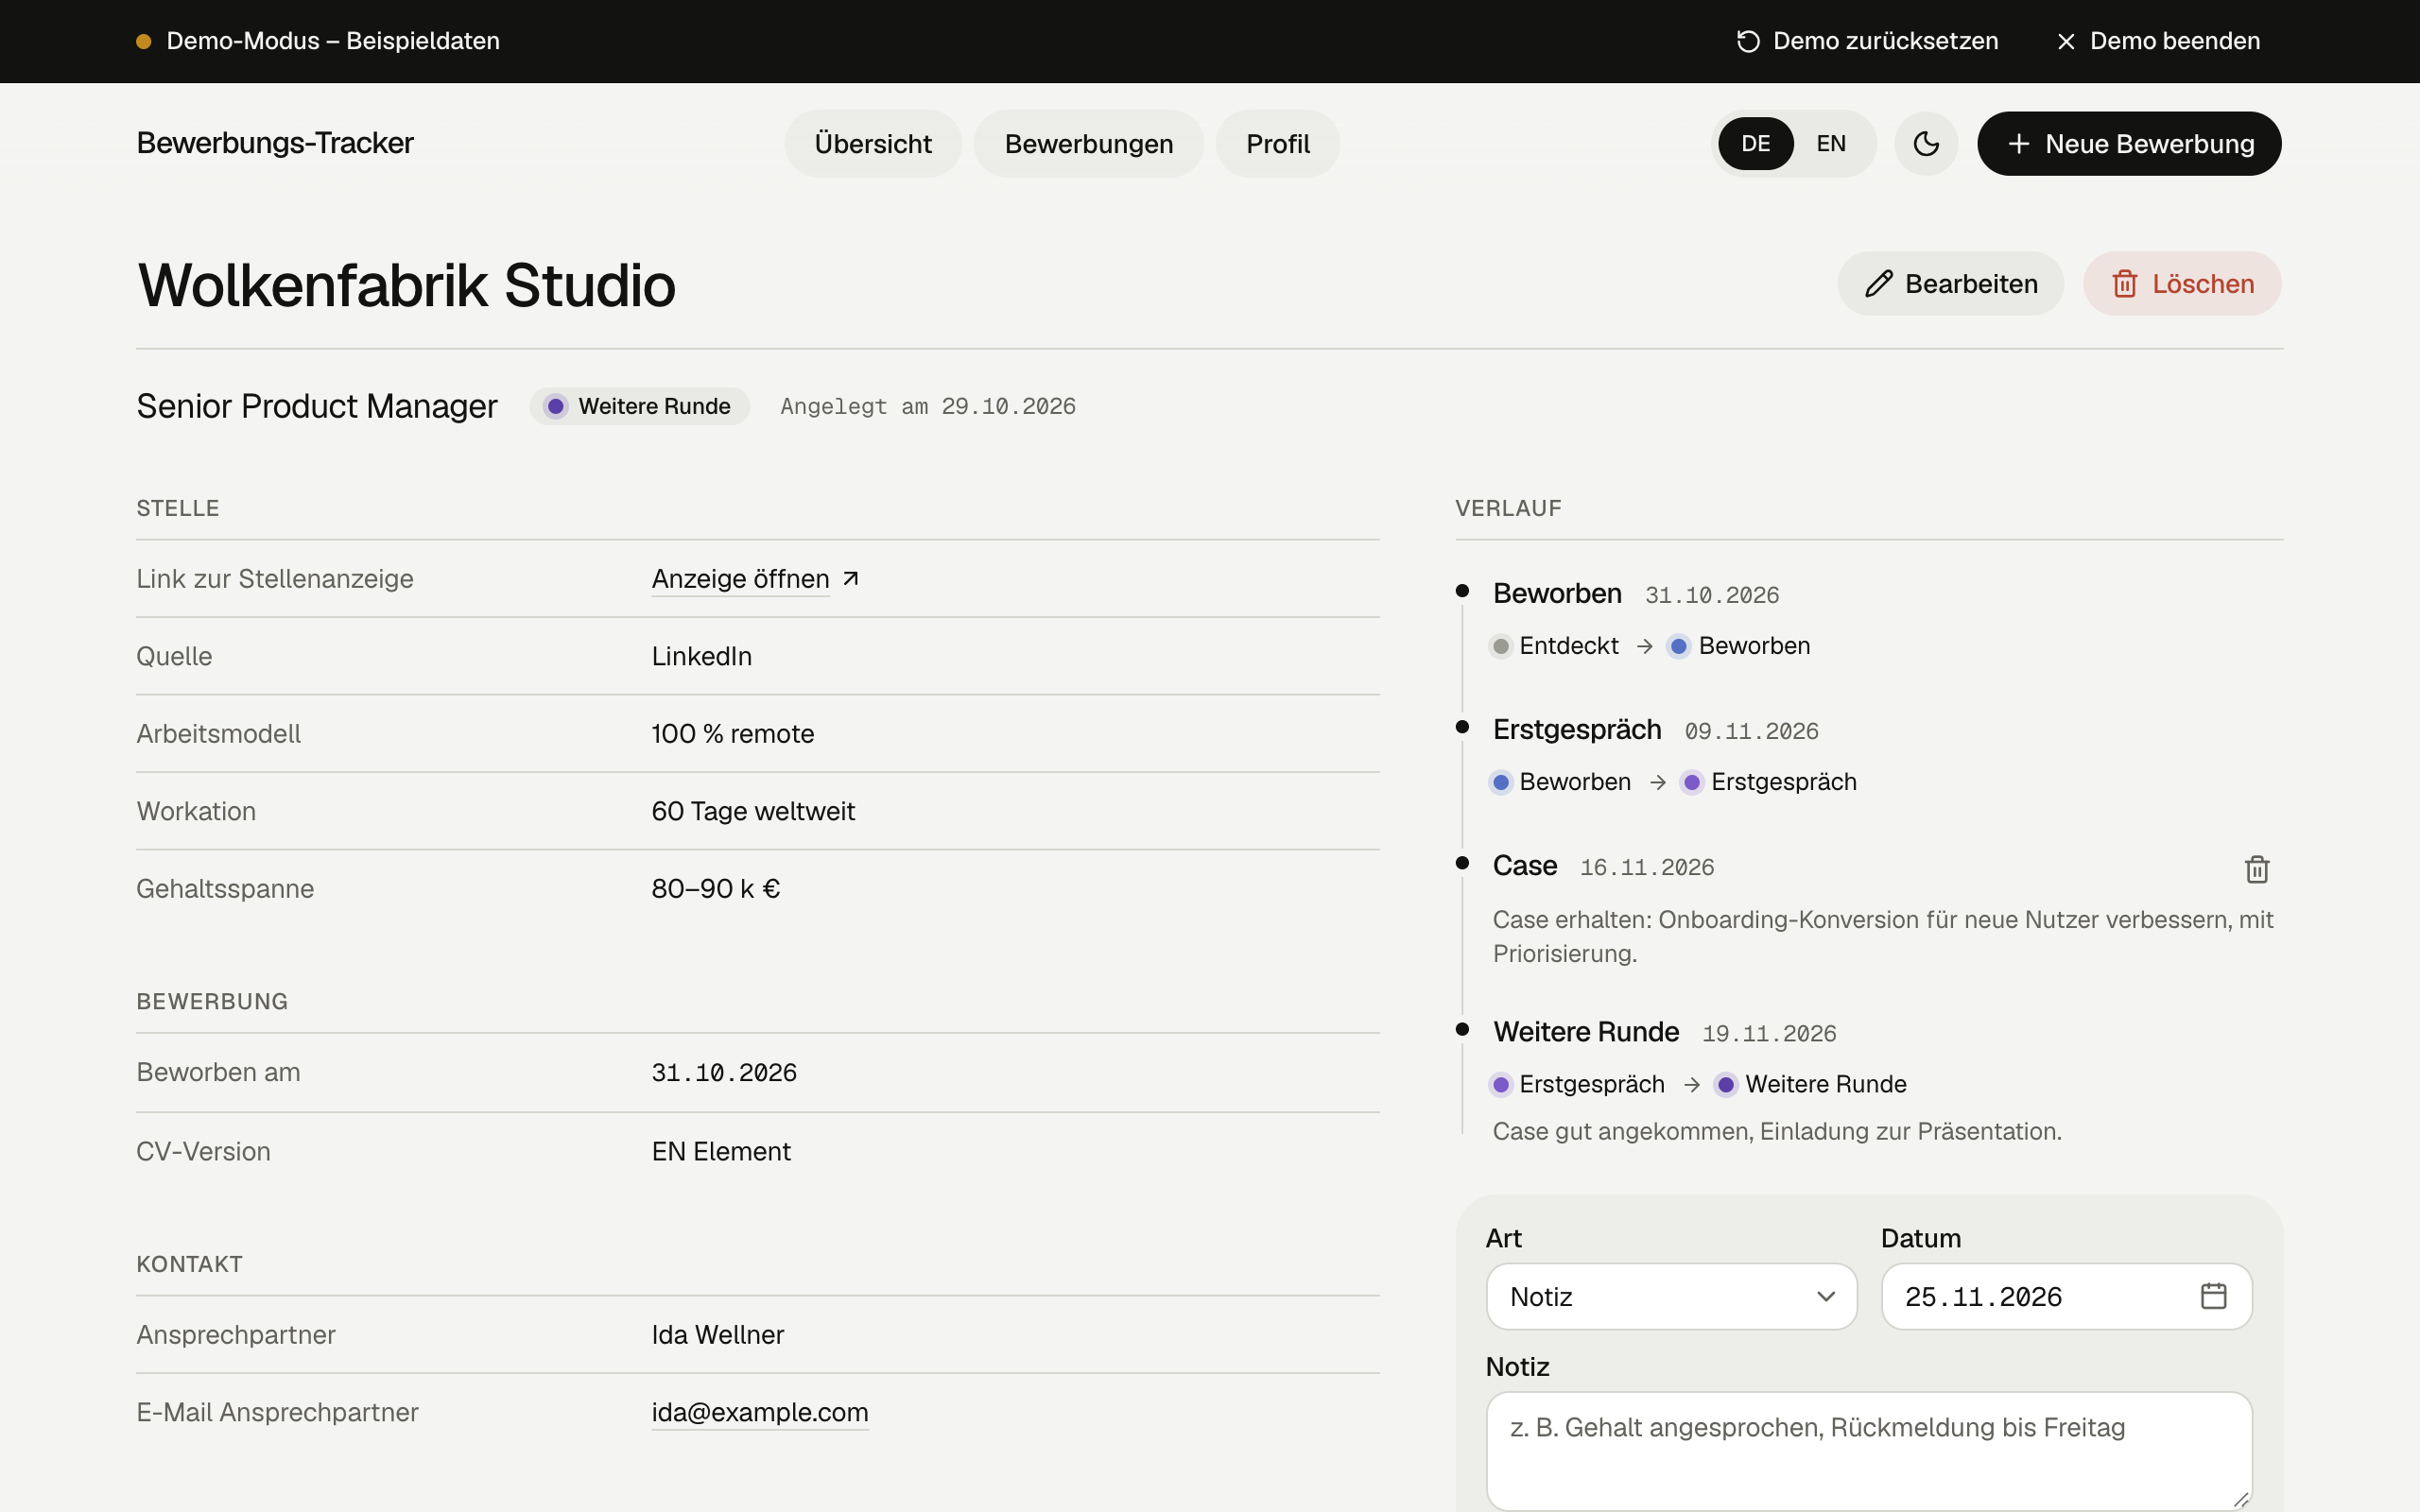 Demo-Modus – Beispieldaten
Demo zurücksetzen
Demo beenden
Bewerbungs-Tracker
Übersicht
Bewerbungen
Profil
DE
EN
Neue Bewerbung
Wolkenfabrik Studio
Bearbeiten
Löschen
Senior Product Manager
Weitere Runde
Angelegt am 29.10.2026
STELLE
Link zur Stellenanzeige
Anzeige öffnen
Quelle
LinkedIn
Arbeitsmodell
100 % remote
Workation
60 Tage weltweit
Gehaltsspanne
80–90 k €
BEWERBUNG
Beworben am
31.10.2026
CV-Version
EN Element
KONTAKT
Ansprechpartner
Ida Wellner
E-Mail Ansprechpartner
ida@example.com
VERLAUF
Beworben 31.10.2026
Entdeckt → Beworben
Erstgespräch 09.11.2026
Beworben → Erstgespräch
Case 16.11.2026
Case erhalten: Onboarding-Konversion für neue Nutzer verbessern, mit
Priorisierung.
Weitere Runde 19.11.2026
Erstgespräch → Weitere Runde
Case gut angekommen, Einladung zur Präsentation.
Art
Datum
Notiz
25.11.2026
Notiz
z. B. Gehalt angesprochen, Rückmeldung bis Freitag